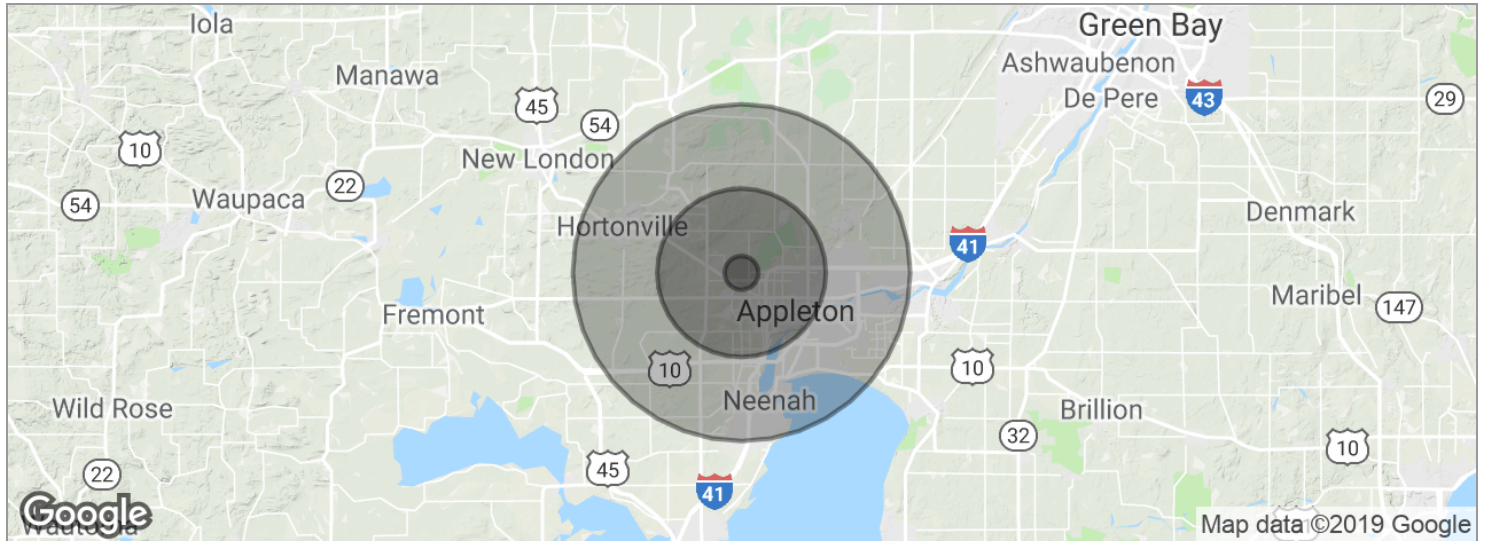 Iola
Green Bay
Ashwaubenon
Manawa
De Pere
43
29
45
54
10
New London
22
Waupaca
54
Hortonville
Denmark
41
Maribel
147
Fremont
Appleton
10
10
Neenah
Wild Rose
Brillion
32
10
22
45
41
Google
Wautoma
Map data ©2019 Google